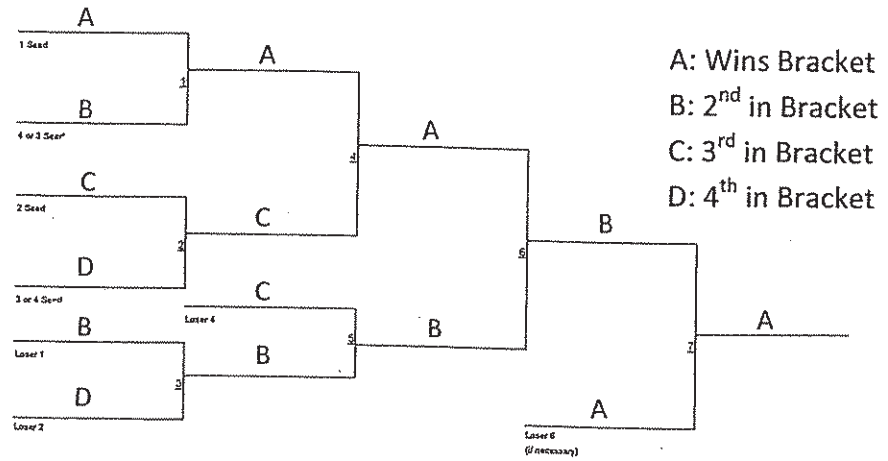 A
1 Seed
A
B
4 or 3 Seed*
1
A
C
2 Seed
4
C
2
D
3 or 4 Seed
C
Loser 4
B
6
B
Loser 1
B
5
B
3
D
Loser 2
A
7
A
Loser 6
(if necessary)
A: Wins Bracket
B: 2nd in Bracket
C: 3rd in Bracket
D: 4th in Bracket